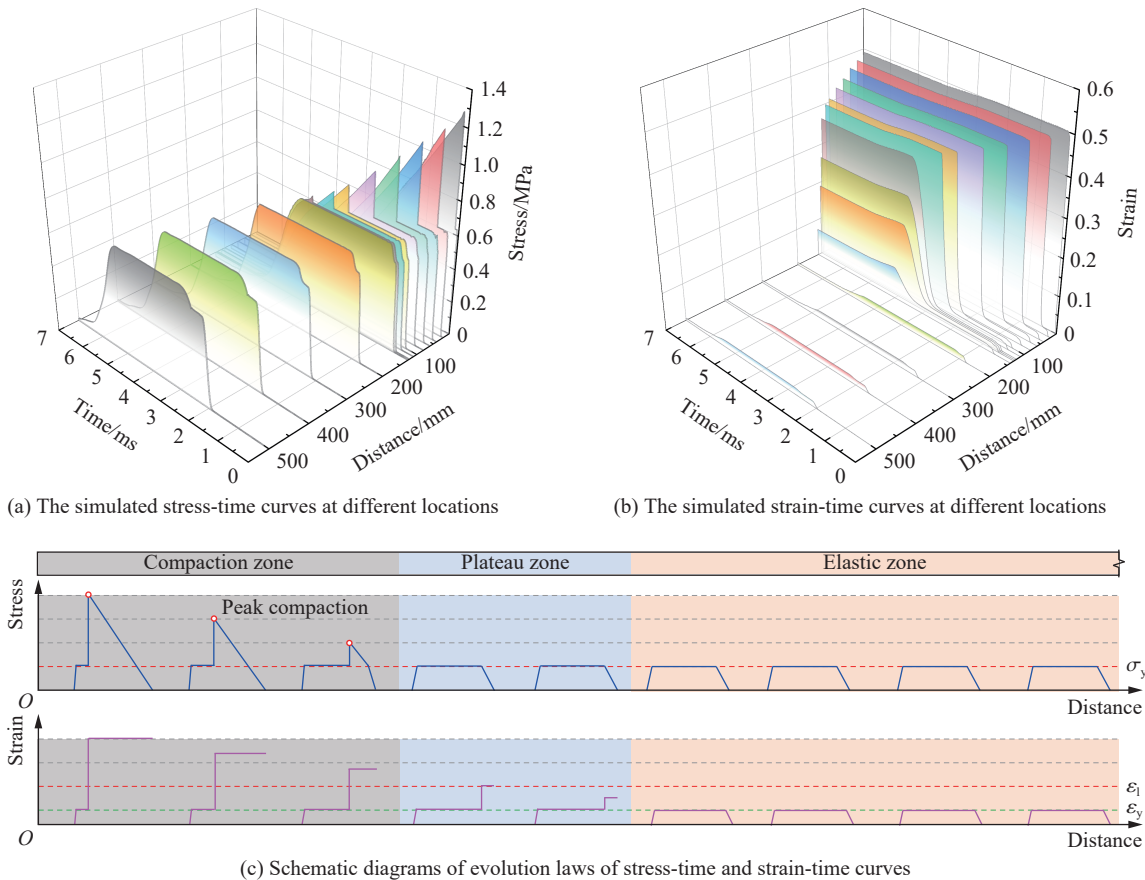 1.4
1.2
1.0
0.8
0.6
0.4
0.2
0
Stress/MPa
7
6
5
4
3
2
1
0
Time/ms
500
400
300
200
100
Distance/mm
(a) The simulated stress-time curves at different locations
0.6
0.5
0.4
0.3
0.2
0.1
0
Strain
7
6
5
4
3
2
1
0
Time/ms
500
400
300
200
100
Distance/mm
(b) The simulated strain-time curves at different locations
Compaction zone
Plateau zone
Elastic zone
Stress
Peak compaction
σy
O
Distance
Strain
εl
εy
O
Distance
(c) Schematic diagrams of evolution laws of stress-time and strain-time curves